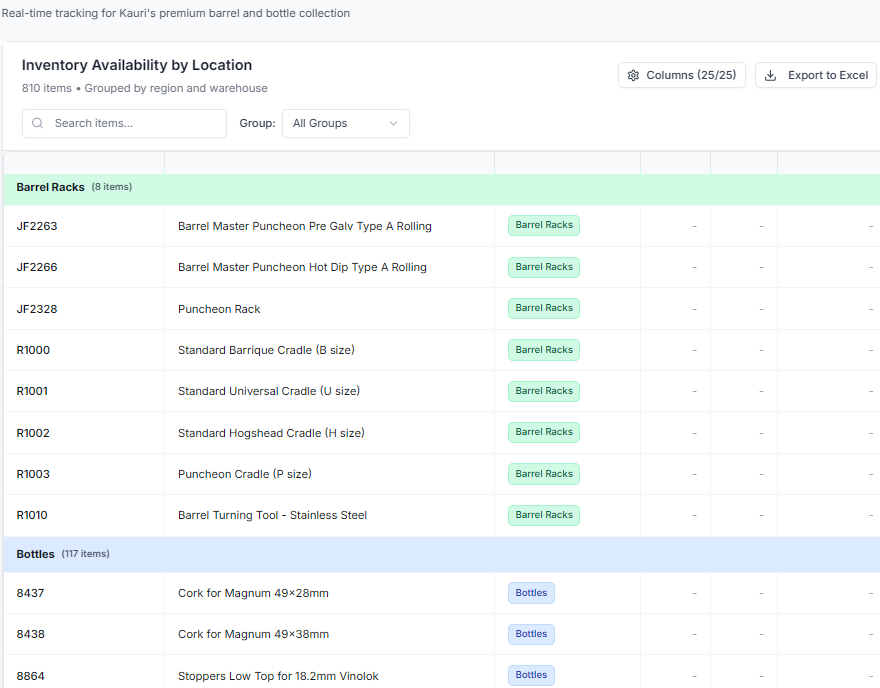 Real-time tracking for Kauri's premium barrel and bottle collection
Inventory Availability by Location
810 items • Grouped by region and warehouse
Columns (25/25)
Export to Excel
Search items...
Group:
All Groups
Barrel Racks (8 items)
JF2263 Barrel Master Puncheon Pre Galv Type A Rolling Barrel Racks - - -
JF2266 Barrel Master Puncheon Hot Dip Type A Rolling Barrel Racks - - -
JF2328 Puncheon Rack Barrel Racks - - -
R1000 Standard Barrique Cradle (B size) Barrel Racks - - -
R1001 Standard Universal Cradle (U size) Barrel Racks - - -
R1002 Standard Hogshead Cradle (H size) Barrel Racks - - -
R1003 Puncheon Cradle (P size) Barrel Racks - - -
R1010 Barrel Turning Tool - Stainless Steel Barrel Racks - - -
Bottles (117 items)
8437 Cork for Magnum 49×28mm Bottles - - -
8438 Cork for Magnum 49×38mm Bottles - - -
8864 Stoppers Low Top for 18.2mm Vinolok Bottles - - -